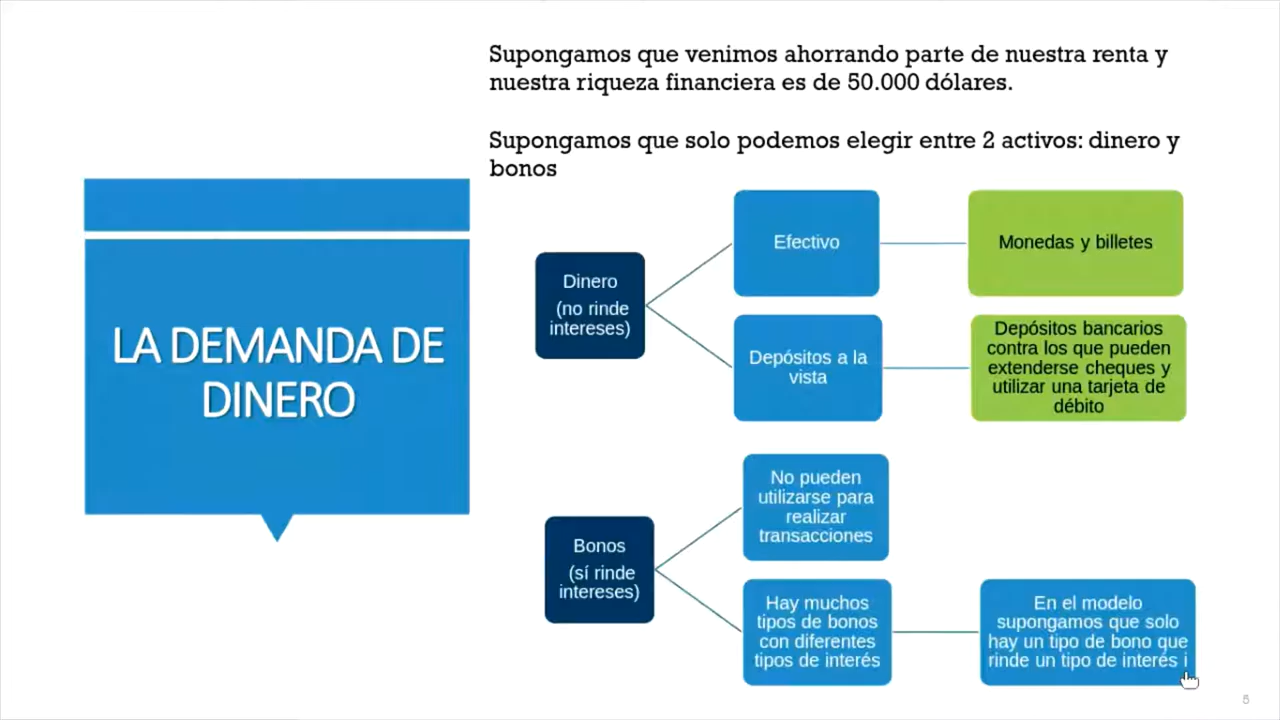 Supongamos que venimos ahorrando parte de nuestra renta y
nuestra riqueza financiera es de 50.000 dólares.
Supongamos que solo podemos elegir entre 2 activos: dinero y
bonos
LA DEMANDA DE
DINERO
Dinero
(no rinde
intereses)
Efectivo
Monedas y billetes
Depósitos a la
vista
Depósitos bancarios
contra los que pueden
extenderse cheques y
utilizar una tarjeta de
débito
Bonos
(sí rinde
intereses)
No pueden
utilizarse para
realizar
transacciones
Hay muchos
tipos de bonos
con diferentes
tipos de interés
En el modelo
supongamos que solo
hay un tipo de bono que
rinde un tipo de interés i
5